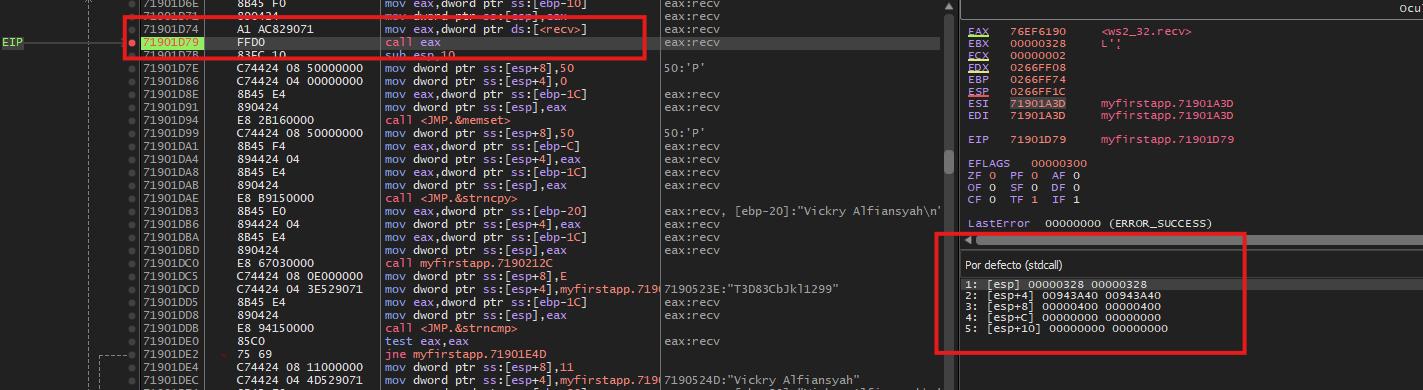 71901D6E 8B45 F0 mov eax,dword ptr ss:[ebp-10] eax:recv
71901D71 890424 mov dword ptr ss:[esp],eax eax:recv
71901D74 A1 AC829071 mov eax,dword ptr ds:[<recv>] eax:recv
EIP 71901D79 FFD0 call eax eax:recv
71901D7B 83EC 10 sub esp,10
71901D7E C74424 08 50000000 mov dword ptr ss:[esp+8],50 50:'P'
71901D86 C74424 04 00000000 mov dword ptr ss:[esp+4],0
71901D8E 8B45 E4 mov eax,dword ptr ss:[ebp-1C] eax:recv
71901D91 890424 mov dword ptr ss:[esp],eax eax:recv
71901D94 E8 2B160000 call <JMP.&memset>
71901D99 C74424 08 50000000 mov dword ptr ss:[esp+8],50 50:'P'
71901DA1 8B45 F4 mov eax,dword ptr ss:[ebp-C] eax:recv
71901DA4 894424 04 mov dword ptr ss:[esp+4],eax eax:recv
71901DA8 8B45 E4 mov eax,dword ptr ss:[ebp-1C] eax:recv
71901DAB 890424 mov dword ptr ss:[esp],eax eax:recv
71901DAE E8 B9150000 call <JMP.&strncpy>
71901DB3 8B45 E0 mov eax,dword ptr ss:[ebp-20] eax:recv, [ebp-20]:"Vickry Alfiansyah\n"
71901DB6 894424 04 mov dword ptr ss:[esp+4],eax eax:recv
71901DBA 8B45 E4 mov eax,dword ptr ss:[ebp-1C] eax:recv
71901DBD 890424 mov dword ptr ss:[esp],eax eax:recv
71901DC0 E8 67030000 call myfirstapp.7190212C
71901DC5 C74424 08 0E000000 mov dword ptr ss:[esp+8],E
71901DCD C74424 04 3E529071 mov dword ptr ss:[esp+4],myfirstapp.719 7190523E:"T3D83CbJkl1299"
71901DD5 8B45 E4 mov eax,dword ptr ss:[ebp-1C] eax:recv
71901DD8 890424 mov dword ptr ss:[esp],eax eax:recv
71901DDB E8 94150000 call <JMP.&strncmp>
71901DE0 85C0 test eax,eax eax:recv
71901DE2 75 69 jne myfirstapp.71901E4D
71901DE4 C74424 08 11000000 mov dword ptr ss:[esp+8],11
71901DEC C74424 04 4D529071 mov dword ptr ss:[esp+4],myfirstapp.719 7190524D:"Vickry Alfiansyah"
Ocul
EAX 76EF6190 <ws2_32.recv>
EBX 00000328
ECX 00000002
EDX 0266FF08
EBP 0266FF74
ESP 0266FF1C
ESI 71901A3D myfirstapp.71901A3D
EDI 71901A3D myfirstapp.71901A3D
EIP 71901D79 myfirstapp.71901D79
EFLAGS 00000300
ZF 0 PF 0 AF 0
OF 0 SF 0 DF 0
CF 0 TF 1 IF 1
LastError 00000000 (ERROR_SUCCESS)
Por defecto (stdcall)
1: [esp] 00000328 00000328
2: [esp+4] 00943A40 00943A40
3: [esp+8] 00000400 00000400
4: [esp+C] 00000000 00000000
5: [esp+10] 00000000 00000000